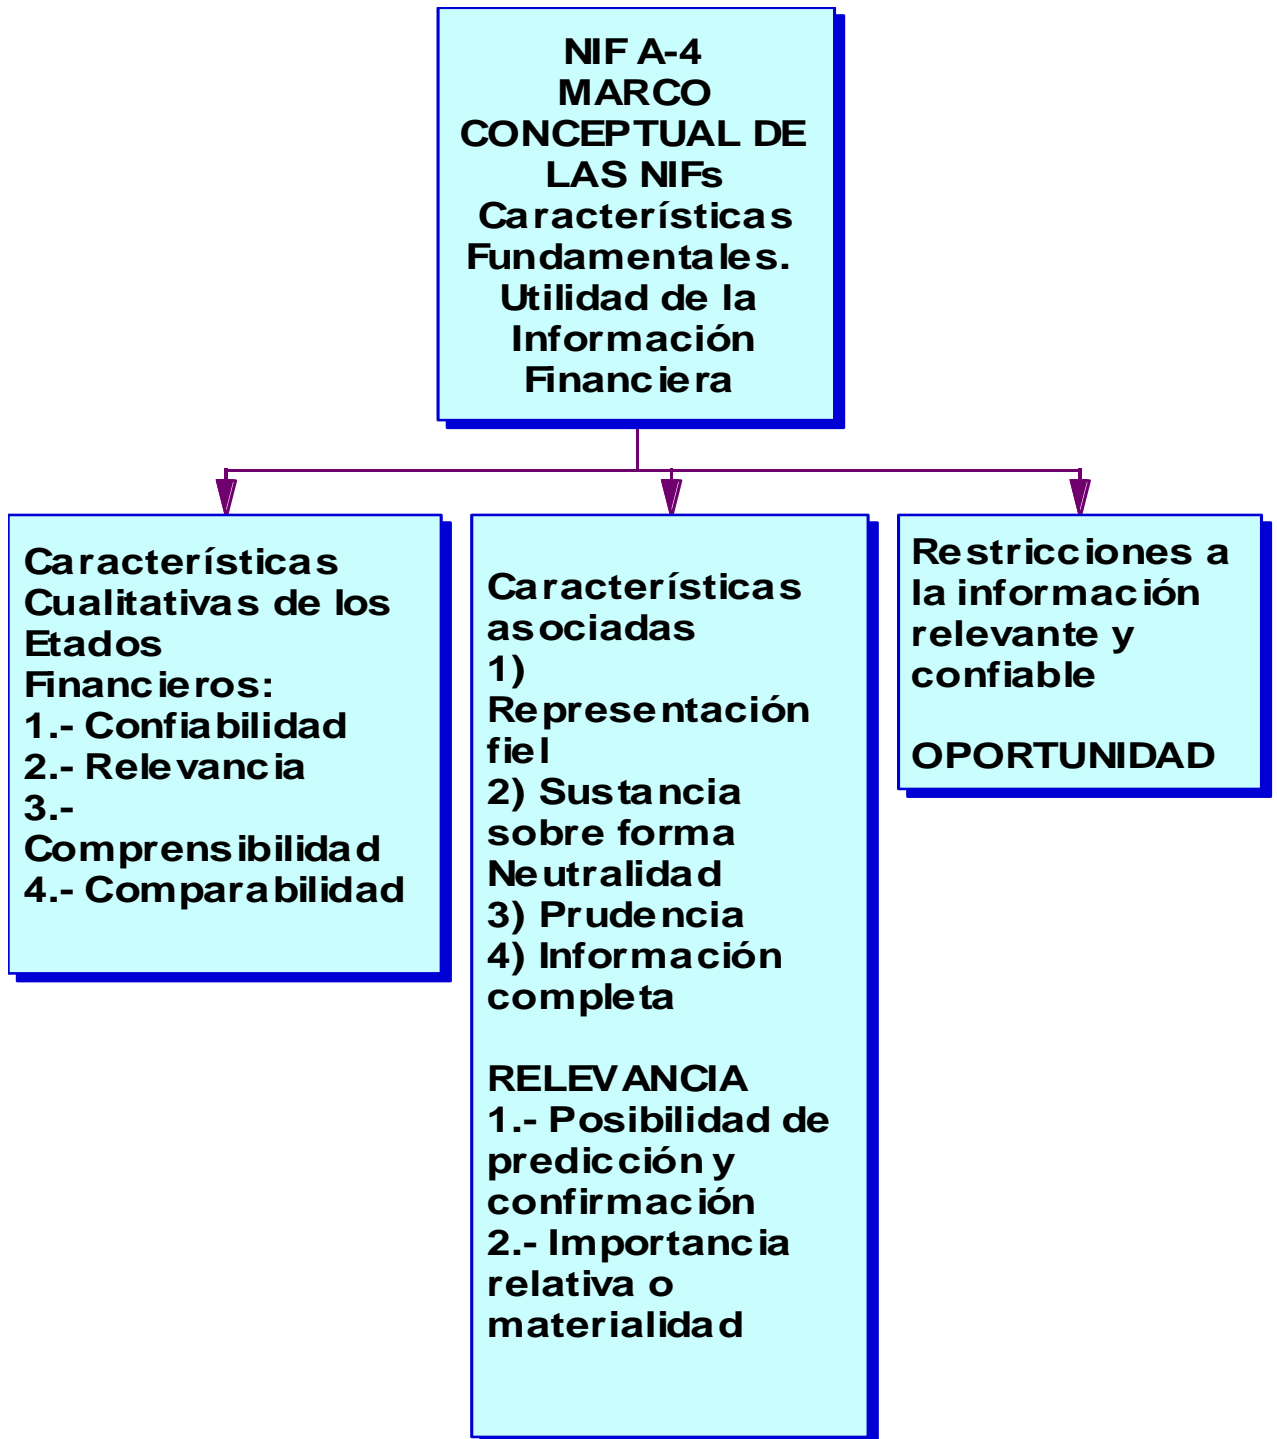 NIF A-4
MARCO
CONCEPTUAL DE
LAS NIFs
Características
Fundamentales.
Utilidad de la
Información
Financiera
Características
Cualitativas de los
Etados
Financieros:
1.- Confiabilidad
2.- Relevancia
3.-
Comprensibilidad
4.- Comparabilidad
Características
asociadas
1)
Representación
fiel
2) Sustancia
sobre forma
Neutralidad
3) Prudencia
4) Información
completa
RELEVANCIA
1.- Posibilidad de
predicción y
confirmación
2.- Importancia
relativa o
materialidad
Restricciones a
la información
relevante y
confiable
OPORTUNIDAD